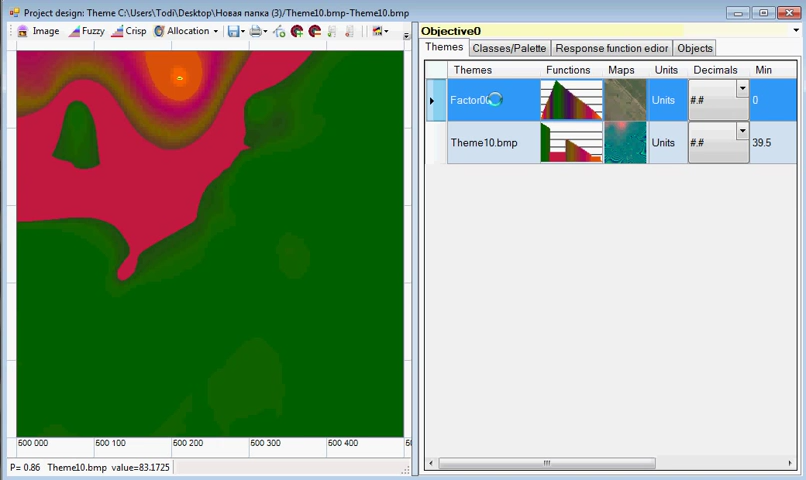 Project design: Theme C:\Users\Todi\Desktop\Новая папка (3)/Theme10.bmp-Theme10.bmp
Image Fuzzy Crisp Allocation
500 000 500 100 500 200 500 300 500 400
P= 0.86 Theme10.bmp value=83.1725
Objective0
Themes Classes/Palette Response function edior Objects
Themes Functions Maps Units Decimals Min
Units #.# 0
Theme10.bmp Units #.# 39.5